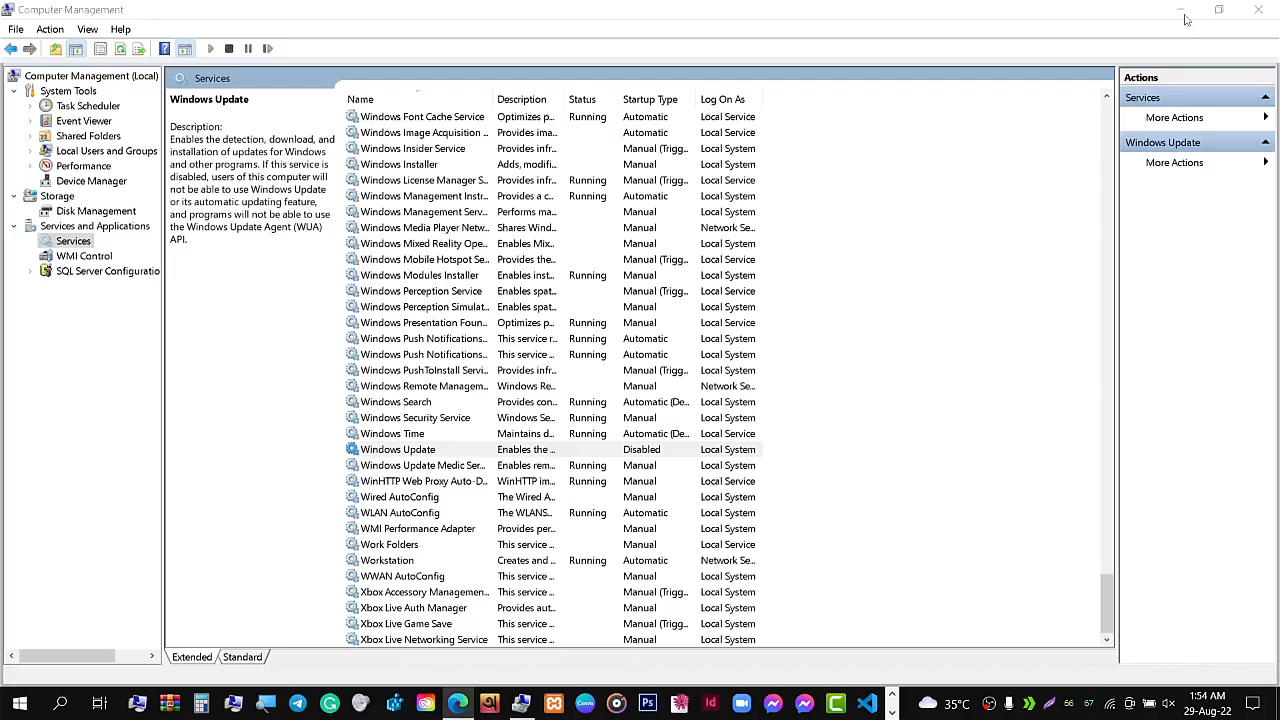 Computer Management
File Action View Help
Computer Management (Local)
System Tools
Task Scheduler
Event Viewer
Shared Folders
Local Users and Groups
Performance
Device Manager
Storage
Disk Management
Services and Applications
Services
WMI Control
SQL Server Configuratio
Services
Windows Update
Description:
Enables the detection, download, and
installation of updates for Windows
and other programs. If this service is
disabled, users of this computer will
not be able to use Windows Update
or its automatic updating feature,
and programs will not be able to use
the Windows Update Agent (WUA)
API.
Name Description Status Startup Type Log On As
Windows Font Cache Service Optimizes p... Running Automatic Local Service
Windows Image Acquisition ... Provides ima... Automatic Local Service
Windows Insider Service Provides infr... Manual (Trigg... Local System
Windows Installer Adds, modifi... Manual Local System
Windows License Manager S... Provides infr... Running Manual (Trigg... Local Service
Windows Management Instr... Provides a c... Running Automatic Local System
Windows Management Serv... Performs ma... Manual Local System
Windows Media Player Netw... Shares Wind... Manual Network Se...
Windows Mixed Reality Ope... Enables Mix... Manual Local System
Windows Mobile Hotspot Se... Provides the... Manual (Trigg... Local Service
Windows Modules Installer Enables inst... Running Manual Local System
Windows Perception Service Enables spat... Manual (Trigg... Local Service
Windows Perception Simulat... Enables spat... Manual Local System
Windows Presentation Foun... Optimizes p... Running Manual Local Service
Windows Push Notifications... This service r... Running Automatic Local System
Windows Push Notifications... This service ... Running Automatic Local System
Windows PushToInstall Servi... Provides infr... Manual (Trigg... Local System
Windows Remote Managem... Windows Re... Manual Network Se...
Windows Search Provides con... Running Automatic (De... Local System
Windows Security Service Windows Se... Running Manual Local System
Windows Time Maintains d... Running Automatic (De... Local Service
Windows Update Enables the ... Disabled Local System
Windows Update Medic Ser... Enables rem... Running Manual Local System
WinHTTP Web Proxy Auto-D... WinHTTP im... Running Manual Local Service
Wired AutoConfig The Wired A... Manual Local System
WLAN AutoConfig The WLANS... Running Automatic Local System
WMI Performance Adapter Provides per... Manual Local System
Work Folders This service ... Manual Local Service
Workstation Creates and ... Running Automatic Network Se...
WWAN AutoConfig This service ... Manual Local System
Xbox Accessory Managemen... This service ... Manual (Trigg... Local System
Xbox Live Auth Manager Provides aut... Manual Local System
Xbox Live Game Save This service ... Manual (Trigg... Local System
Xbox Live Networking Service This service ... Manual Local System
Extended Standard
Actions
Services
More Actions
Windows Update
More Actions
Canva
Ps
Id
35°C
66
57
1:54 AM
29-Aug-22